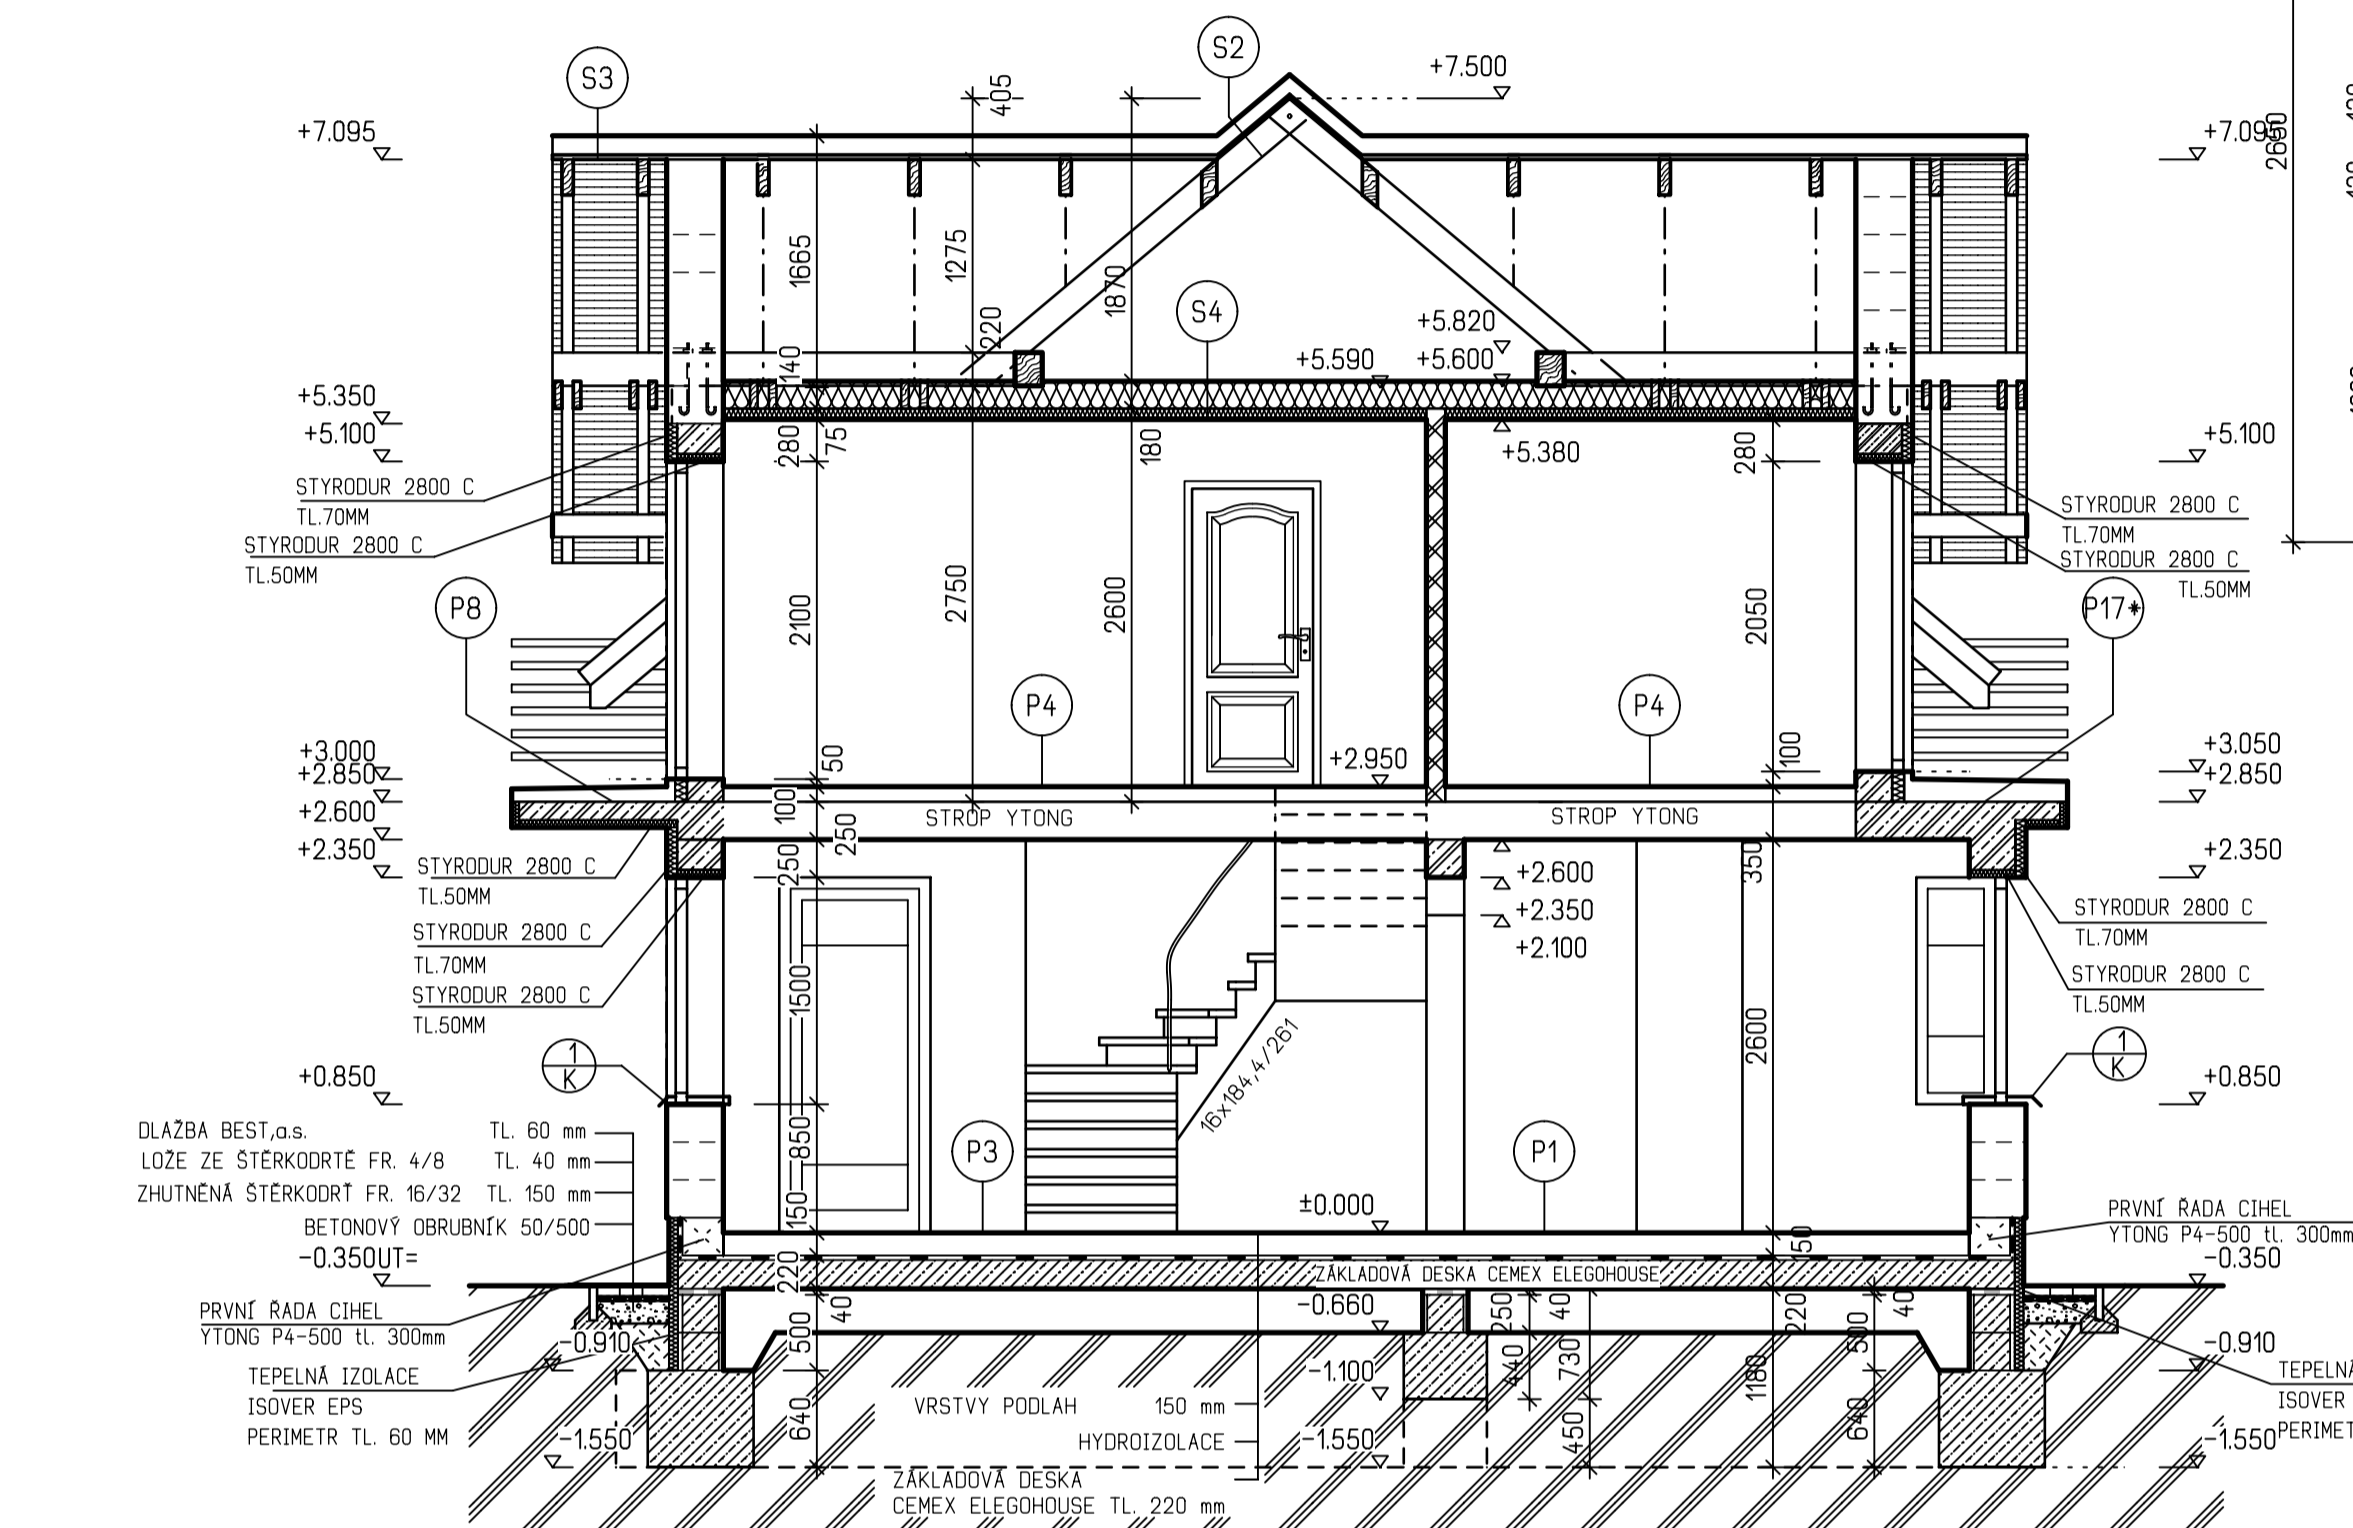 S3
S2
+7.500
405
+7.095
+7.095
2650
1665
1275
1870
220
140
S4
+5.820
+5.590
+5.600
+5.350
+5.100
+5.100
280
75
180
+5.380
280
STYRODUR 2800 C
TL.70MM
STYRODUR 2800 C
TL.50MM
STYRODUR 2800 C
TL.70MM
STYRODUR 2800 C
TL.50MM
P8
P17*
2100
2750
2600
2050
P4
P4
+3.000
+2.850
+2.600
+2.350
50
100
250
+2.950
100
+3.050
+2.850
+2.350
STROP YTONG
STROP YTONG
STYRODUR 2800 C
TL.50MM
STYRODUR 2800 C
TL.70MM
STYRODUR 2800 C
TL.50MM
250
350
+2.600
+2.350
+2.100
STYRODUR 2800 C
TL.70MM
STYRODUR 2800 C
TL.50MM
1500
2600
16x184,4/261
1
K
1
K
+0.850
+0.850
DLAŽBA BEST,a.s. TL. 60 mm
LOŽE ZE ŠTĚRKODRTĚ FR. 4/8 TL. 40 mm
ZHUTNĚNÁ ŠTĚRKODRŤ FR. 16/32 TL. 150 mm
BETONOVÝ OBRUBNÍK 50/500
-0.350UT=
850
150
P3
P1
±0.000
150
PRVNÍ ŘADA CIHEL
YTONG P4-500 tl. 300mm
-0.350
220
ZÁKLADOVÁ DESKA CEMEX ELEGOHOUSE
PRVNÍ ŘADA CIHEL
YTONG P4-500 tl. 300mm
-0.910
500
40
-0.660
250
40
220
500
40
-0.910
TEPELNÁ IZOLACE
ISOVER EPS
PERIMETR TL. 60 MM
-1.550
640
-1.100
440
730
450
1180
640
-1.550
VRSTVY PODLAH 150 mm
HYDROIZOLACE
-1.550
ZÁKLADOVÁ DESKA
CEMEX ELEGOHOUSE TL. 220 mm
ISOVER